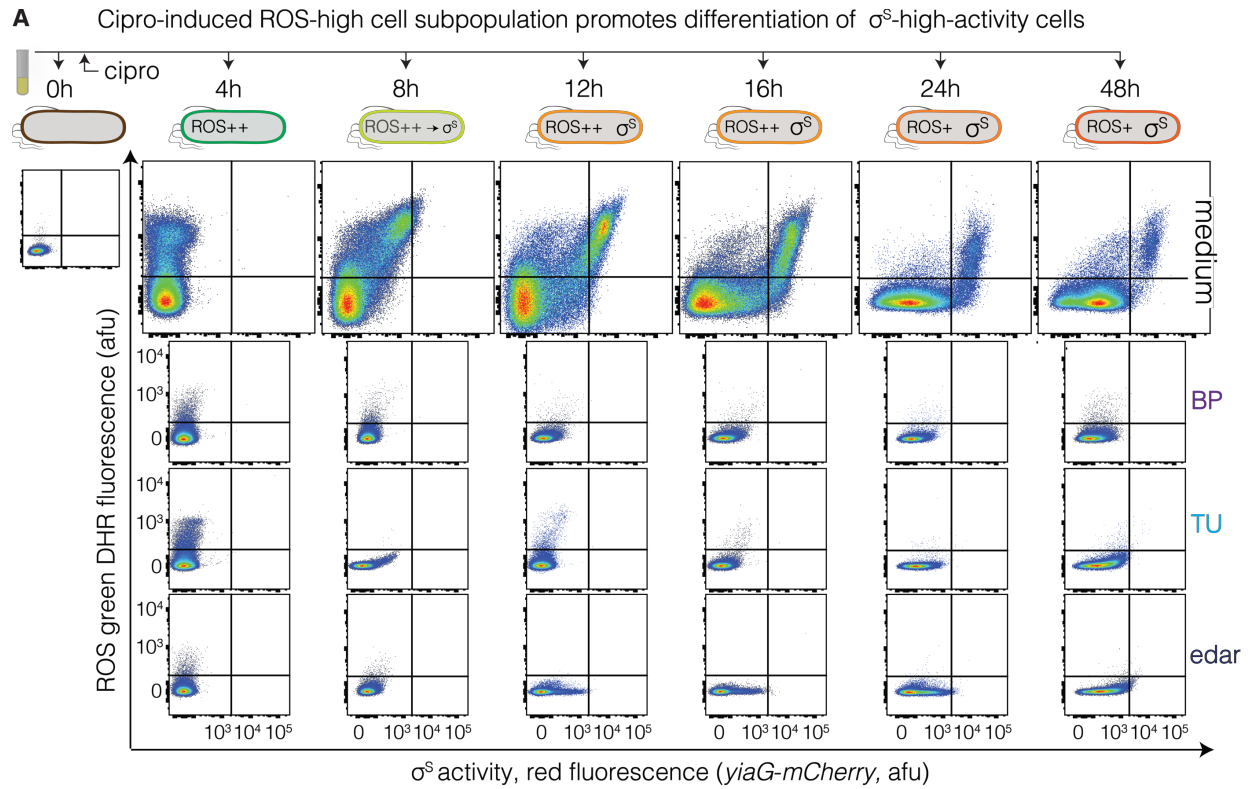 A Cipro-induced ROS-high cell subpopulation promotes differentiation of σS-high-activity cells
cipro
0h 4h 8h 12h 16h 24h 48h
ROS++ ROS++ → σS ROS++ σS ROS++ σS ROS+ σS ROS+ σS
medium
10⁴
10³
0
BP
10⁴
10³
0
TU
10⁴
10³
0
edar
10³ 10⁴ 10⁵ 0 10³ 10⁴ 10⁵ 0 10³ 10⁴ 10⁵ 0 10³ 10⁴ 10⁵ 0 10³ 10⁴ 10⁵ 0 10³ 10⁴ 10⁵
ROS green DHR fluorescence (afu)
σS activity, red fluorescence (yiaG-mCherry, afu)